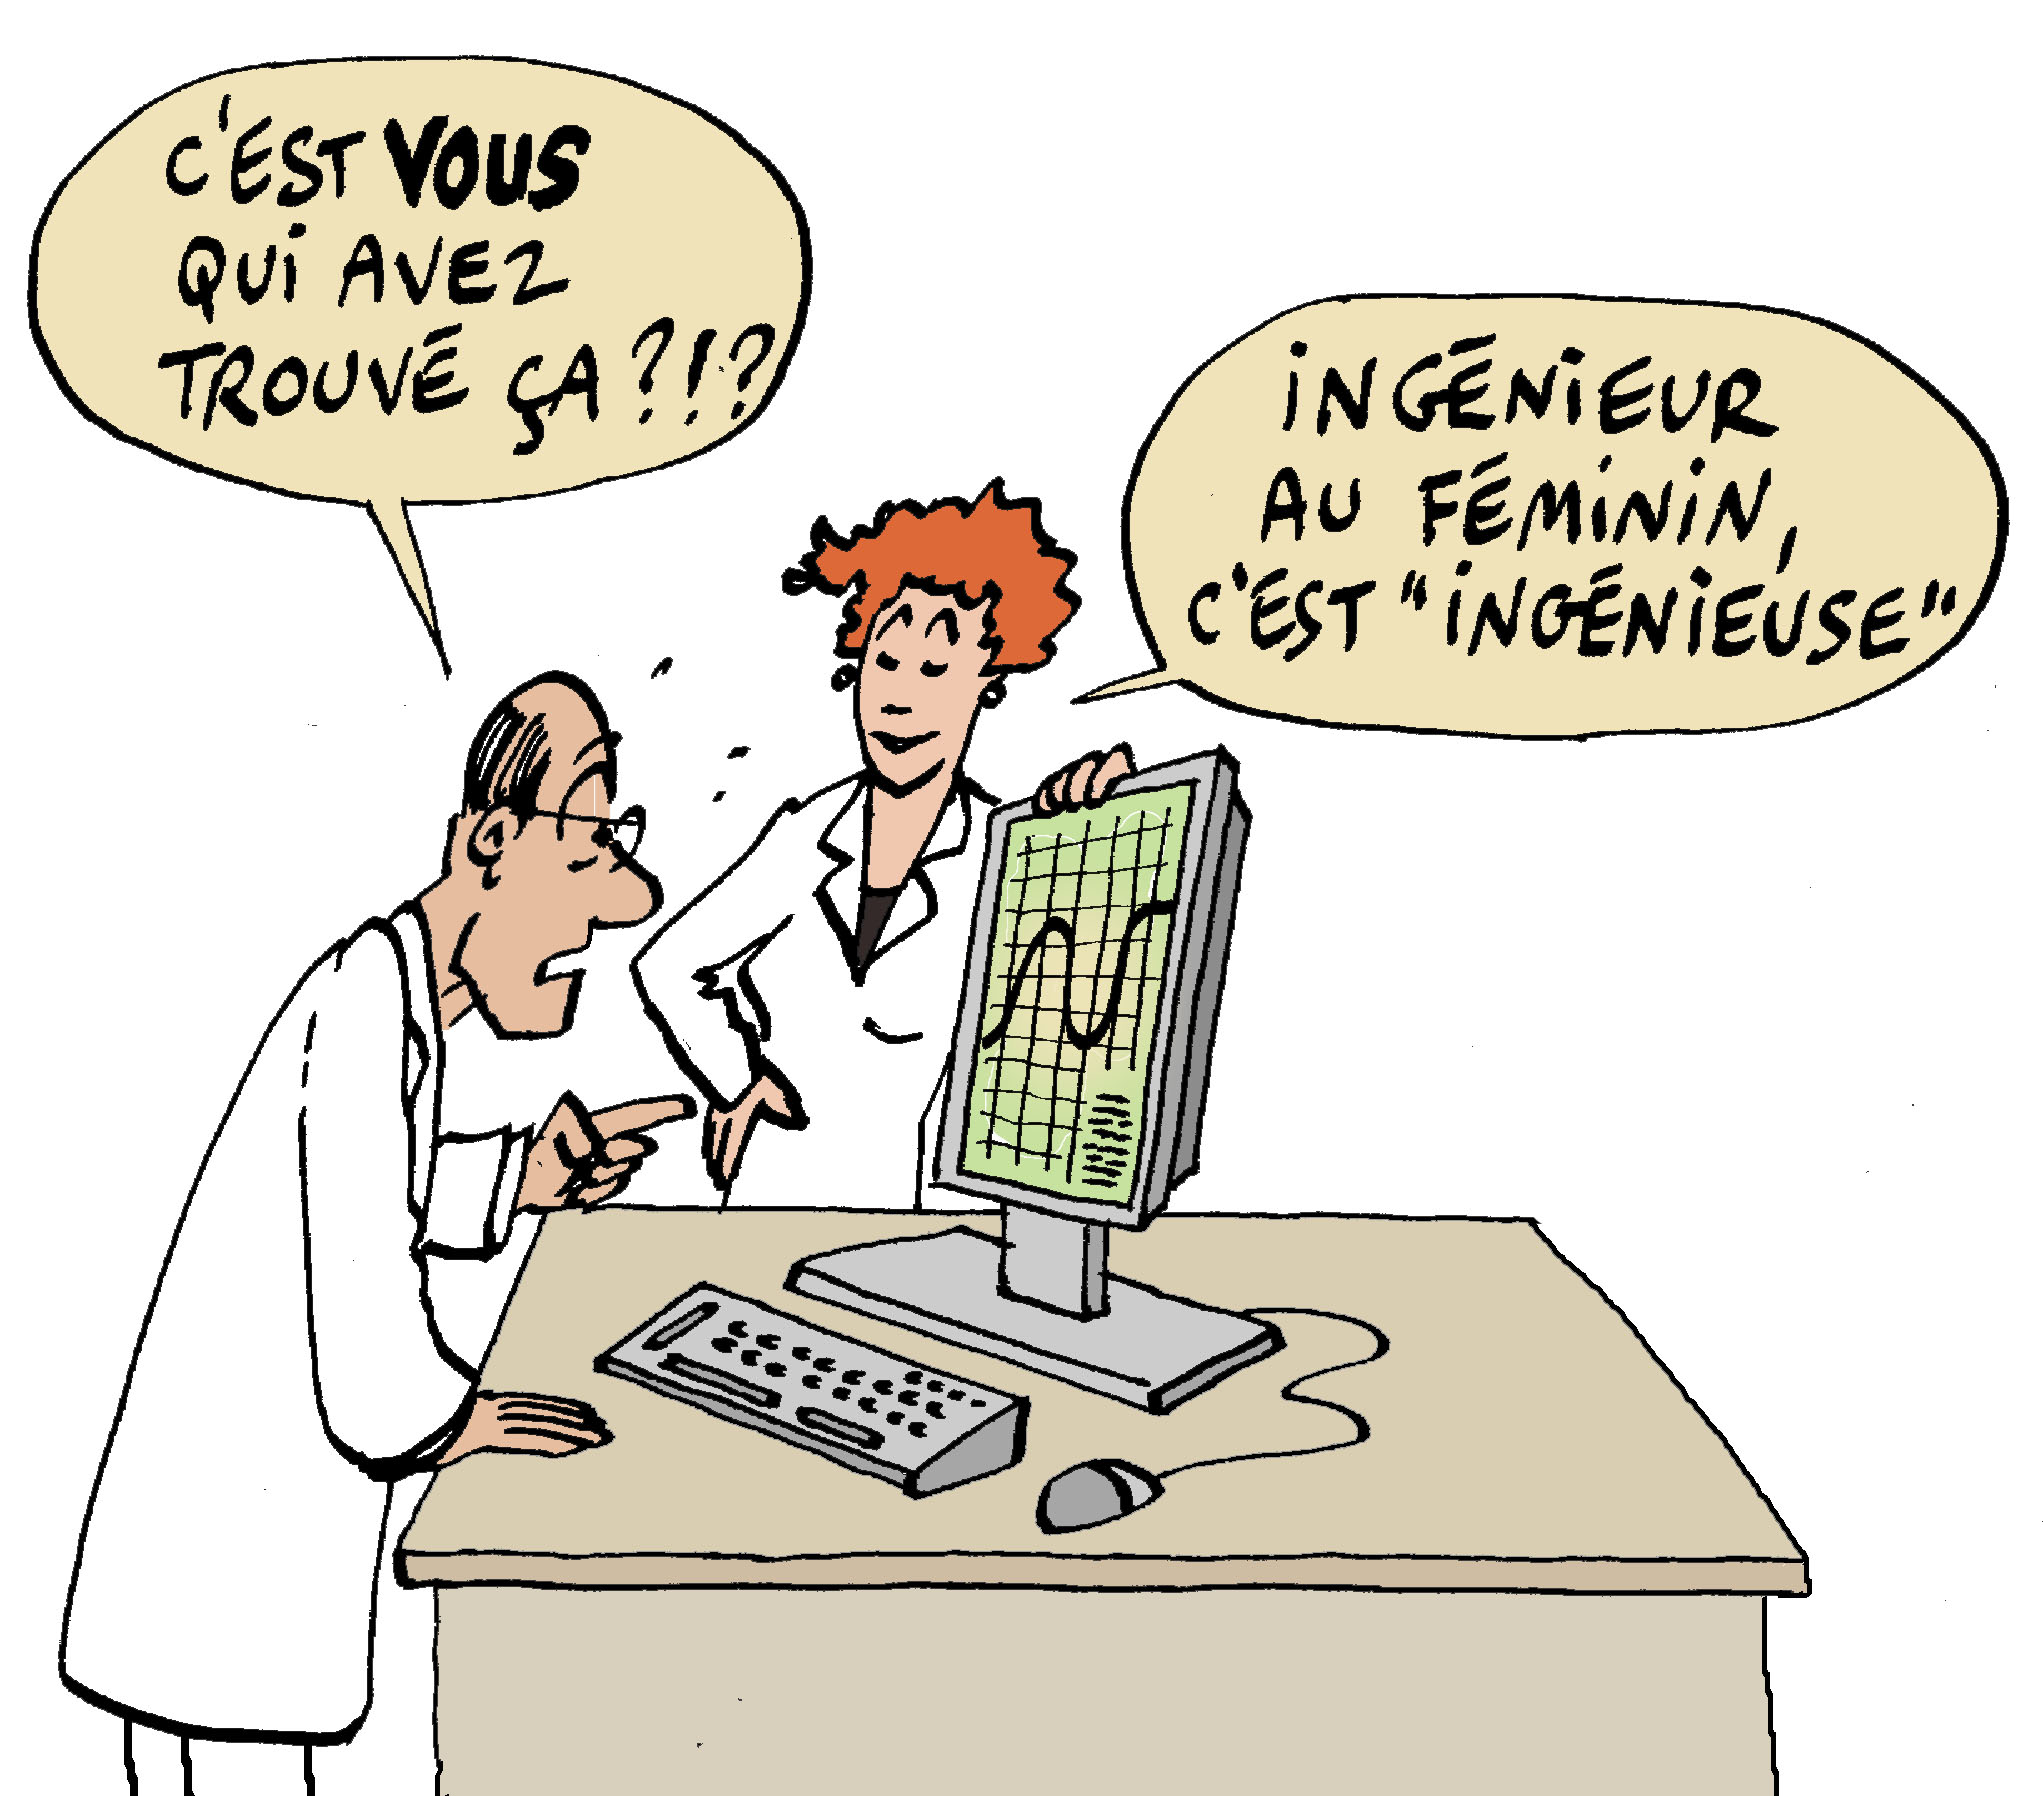 C'EST VOUS
QUI AVEZ
TROUVÉ ÇA ?!?
INGÉNIEUR
AU FÉMININ,
C'EST "INGÉNIEUSE"